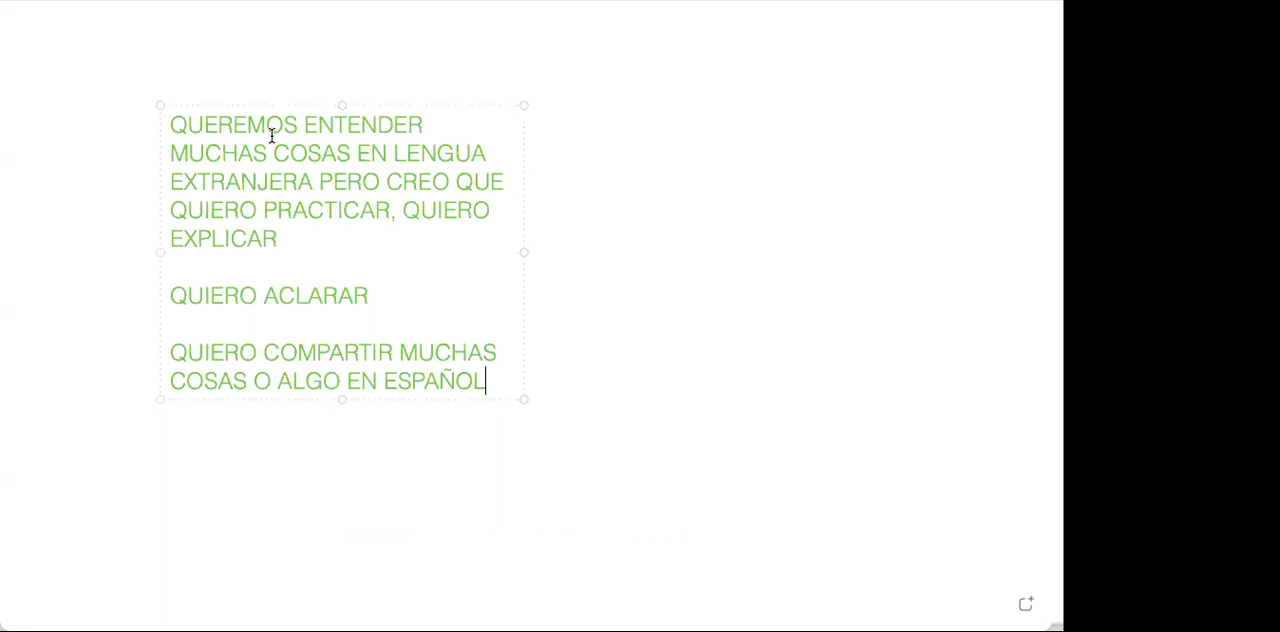 QUEREMOS ENTENDER
MUCHAS COSAS EN LENGUA
EXTRANJERA PERO CREO QUE
QUIERO PRACTICAR, QUIERO
EXPLICAR
QUIERO ACLARAR
QUIERO COMPARTIR MUCHAS
COSAS O ALGO EN ESPAÑOL